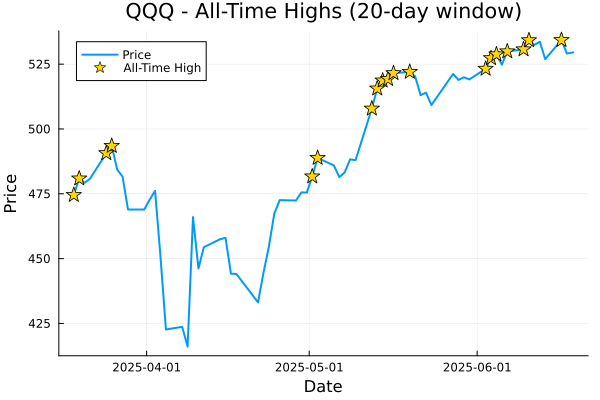 QQQ - All-Time Highs (20-day window)
Price
All-Time High
525
500
475
450
425
Price
2025-04-01
2025-05-01
2025-06-01
Date